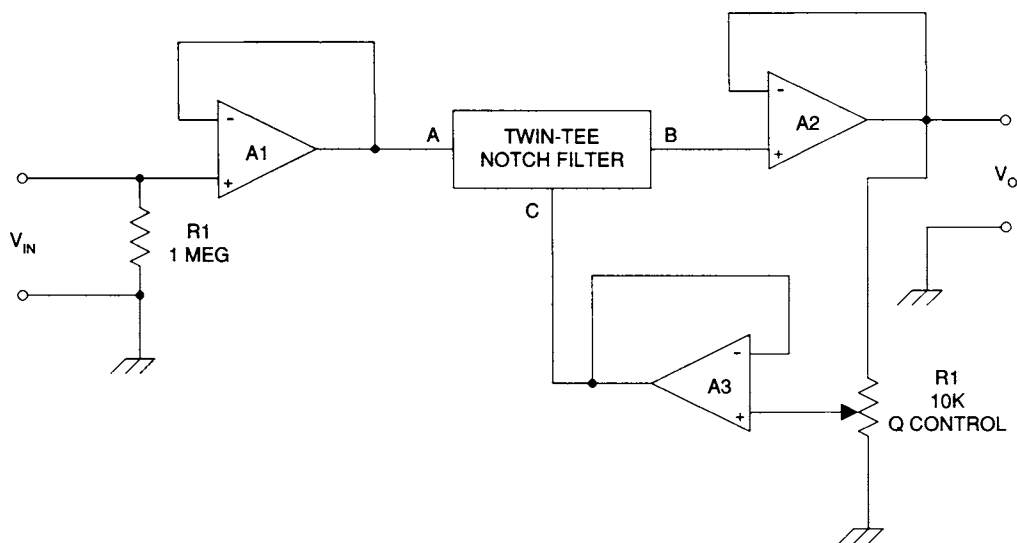 A1
-
+
V_IN
R1
1 MEG
A
TWIN-TEE
NOTCH FILTER
B
C
A2
-
+
V_O
A3
-
+
R1
10K
Q CONTROL